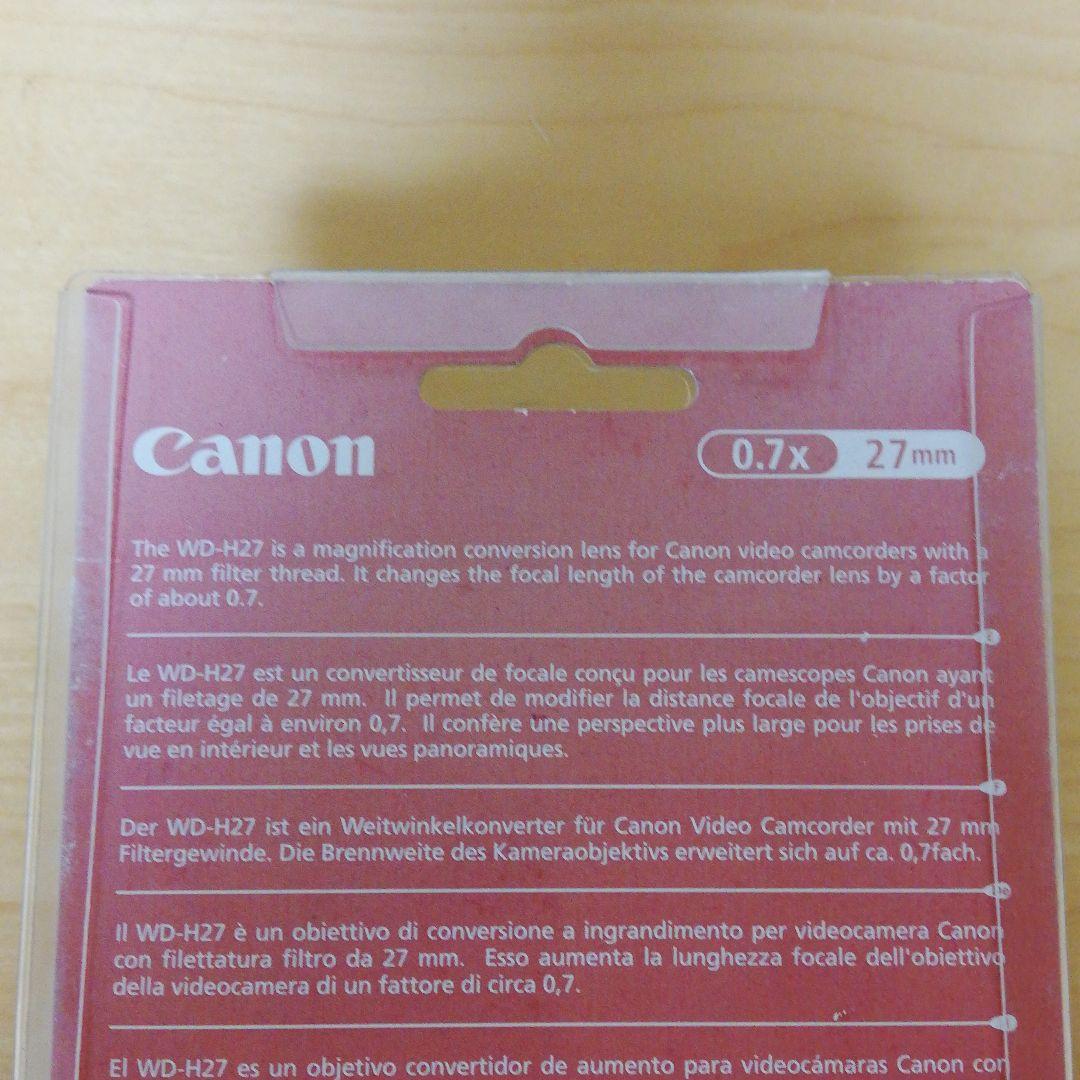 Canon
0.7x 27mm
The WD-H27 is a magnification conversion lens for Canon video camcorders with a
27 mm filter thread. It changes the focal length of the camcorder lens by a factor
of about 0.7.
Le WD-H27 est un convertisseur de focale conçu pour les camescopes Canon ayant
un filetage de 27 mm. Il permet de modifier la distance focale de l'objectif d'un
facteur égal à environ 0,7. Il confère une perspective plus large pour les prises de
vue en intérieur et les vues panoramiques.
Der WD-H27 ist ein Weitwinkelkonverter für Canon Video Camcorder mit 27 mm
Filtergewinde. Die Brennweite des Kameraobjektivs erweitert sich auf ca. 0,7fach.
Il WD-H27 è un obiettivo di conversione a ingrandimento per videocamera Canon
con filettatura filtro da 27 mm. Esso aumenta la lunghezza focale dell'obiettivo
della videocamera di un fattore di circa 0,7.
El WD-H27 es un objetivo convertidor de aumento para videocámaras Canon con